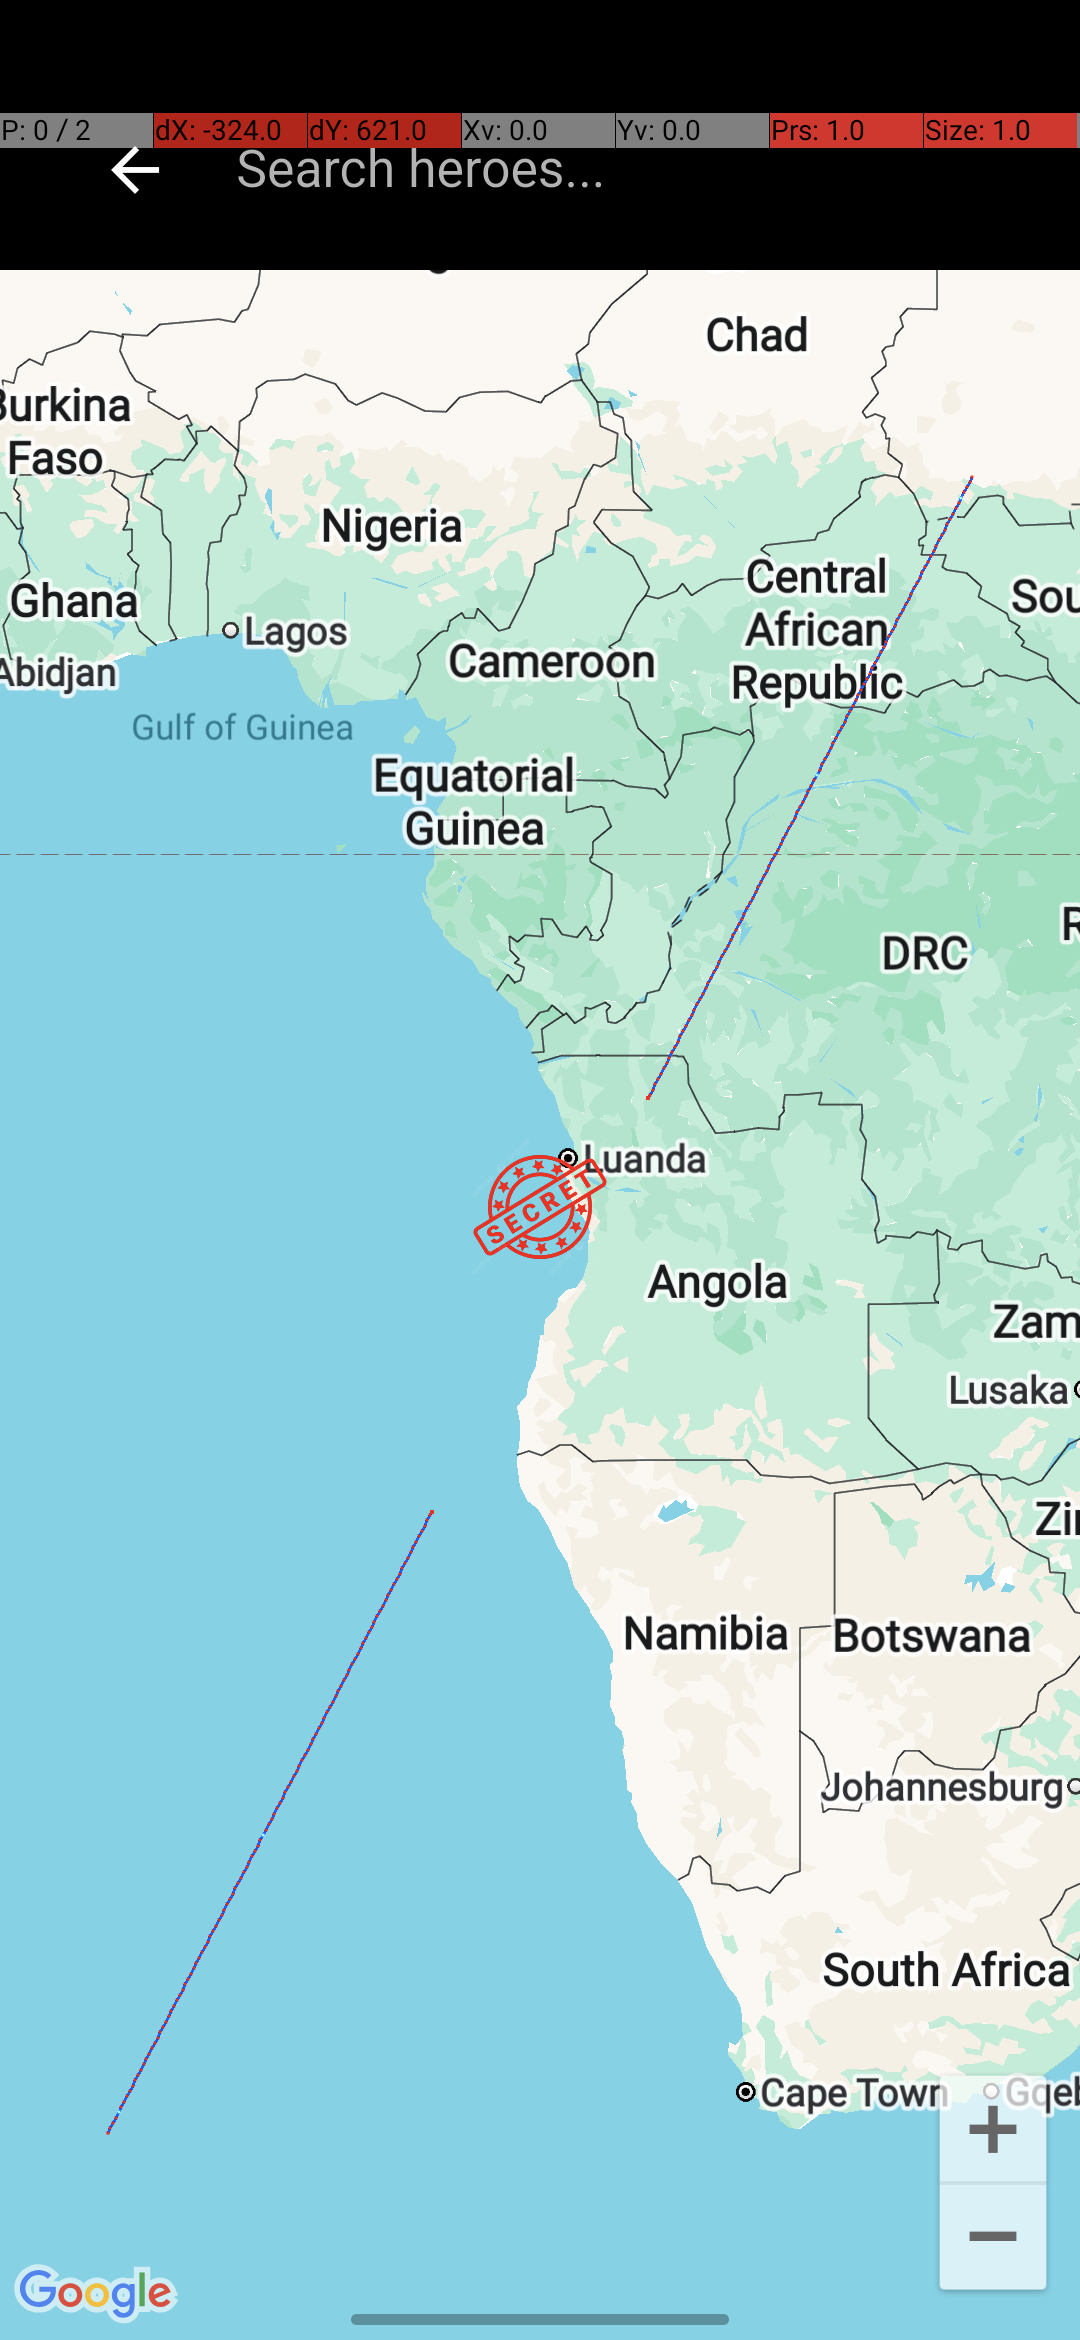 P: 0 / 2
dX: -324.0
dY: 621.0
Xv: 0.0
Yv: 0.0
Prs: 1.0
Size: 1.0
Search heroes...
Chad
Burkina
Faso
Nigeria
Central
African
Republic
Sou
Ghana
Lagos
Abidjan
Cameroon
Gulf of Guinea
Equatorial
Guinea
R
DRC
Luanda
SECRET
Angola
Zam
Lusaka
Zi
Namibia
Botswana
Johannesburg
South Africa
Cape Town
Gqeb
Google